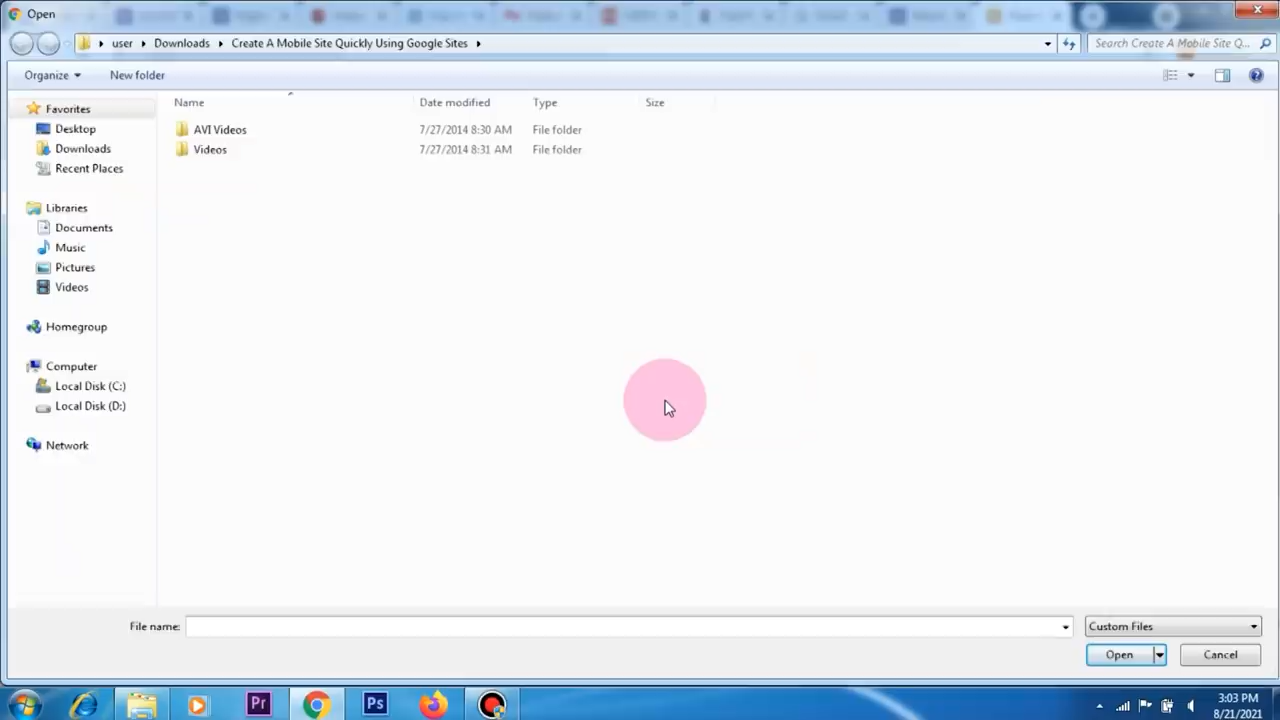 Open
user Downloads Create A Mobile Site Quickly Using Google Sites
Search Create A Mobile Site Q...
Organize New folder
Name Date modified Type Size
AVI Videos 7/27/2014 8:30 AM File folder
Videos 7/27/2014 8:31 AM File folder
Favorites
Desktop
Downloads
Recent Places
Libraries
Documents
Music
Pictures
Videos
Homegroup
Computer
Local Disk (C:)
Local Disk (D:)
Network
File name:
Custom Files
Open Cancel
Pr
Ps
3:03 PM
8/21/2021